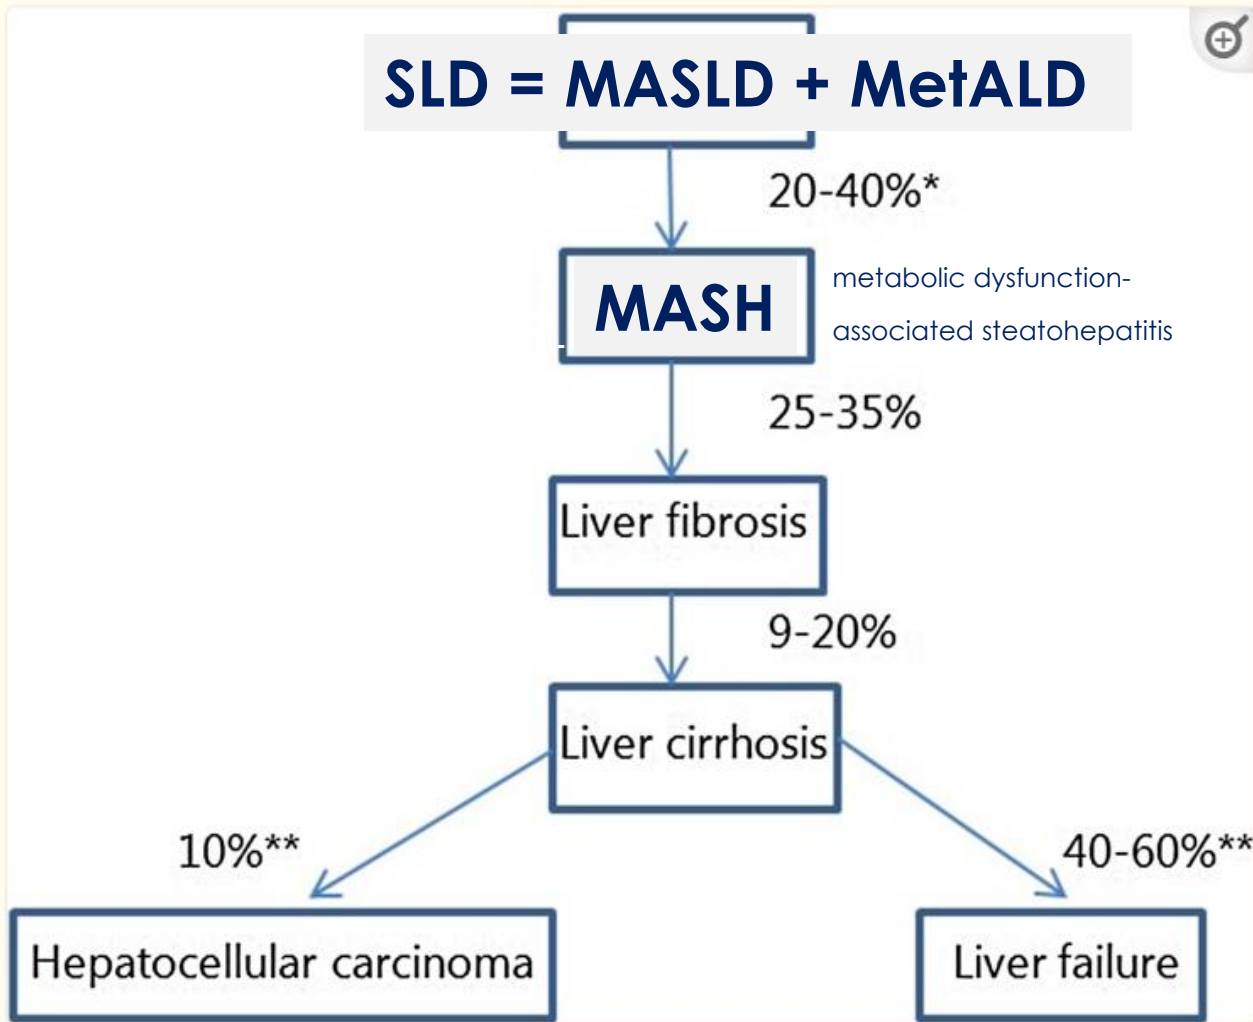 SLD = MASLD + MetALD
20-40%*
MASH
metabolic dysfunction-
associated steatohepatitis
25-35%
Liver fibrosis
9-20%
Liver cirrhosis
10%**
40-60%**
Hepatocellular carcinoma
Liver failure